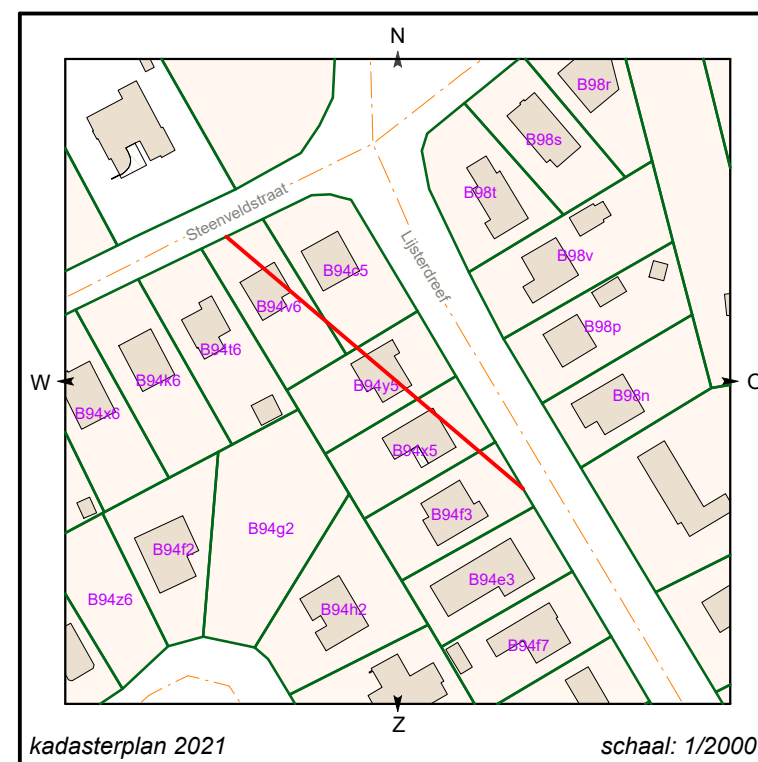 N
B98r
B98s
B98t
Steenveldstraat
Lijsterdreef
B94c5
B98v
B94v6
B98p
B94t6
B94k6
W
B94y5
O
B98n
B94x6
B94x5
B94f3
B94g2
B94f2
B94e3
B94z6
B94h2
B94f7
Z
kadasterplan 2021
schaal: 1/2000